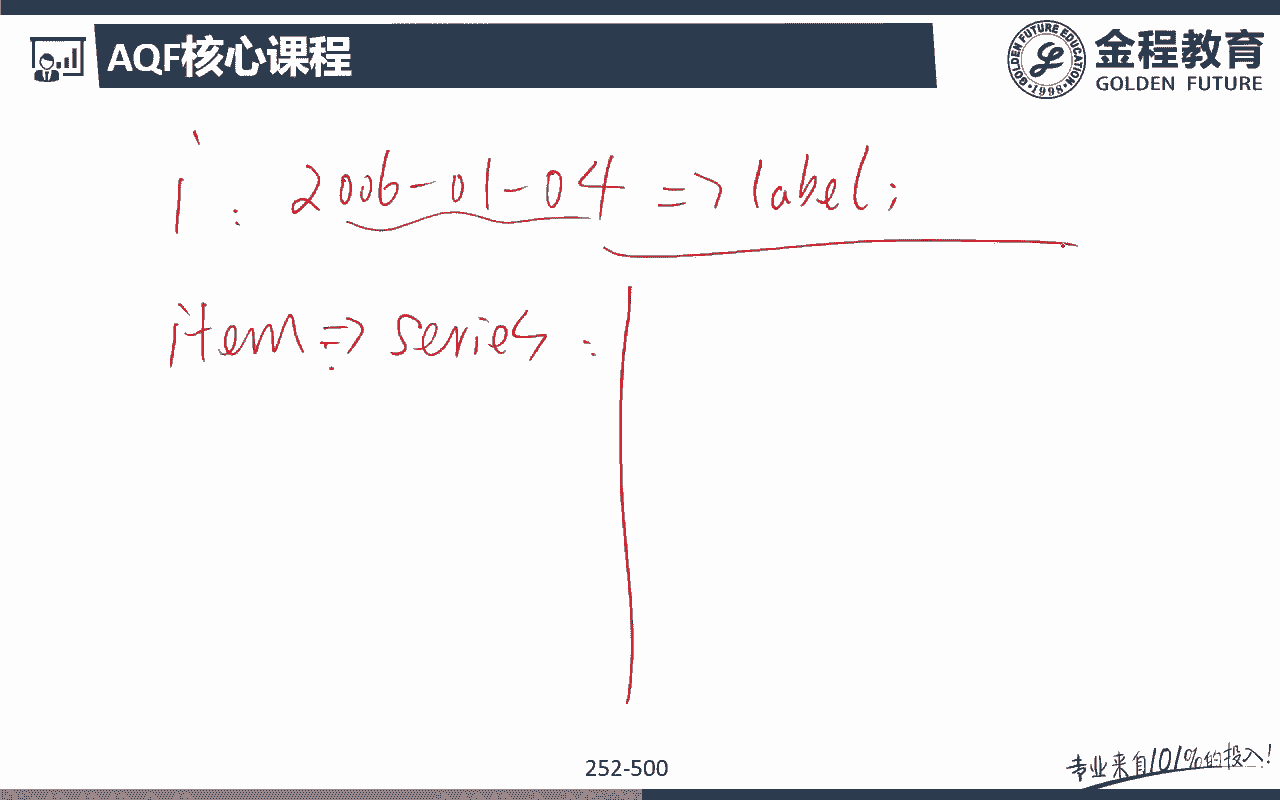 AQF核心课程
GOLDEN FUTURE EDUCATION
·1998·
金程教育
GOLDEN FUTURE
i : 2006-01-04 => label;
item => series :
252-500
专业来自101%的投入!